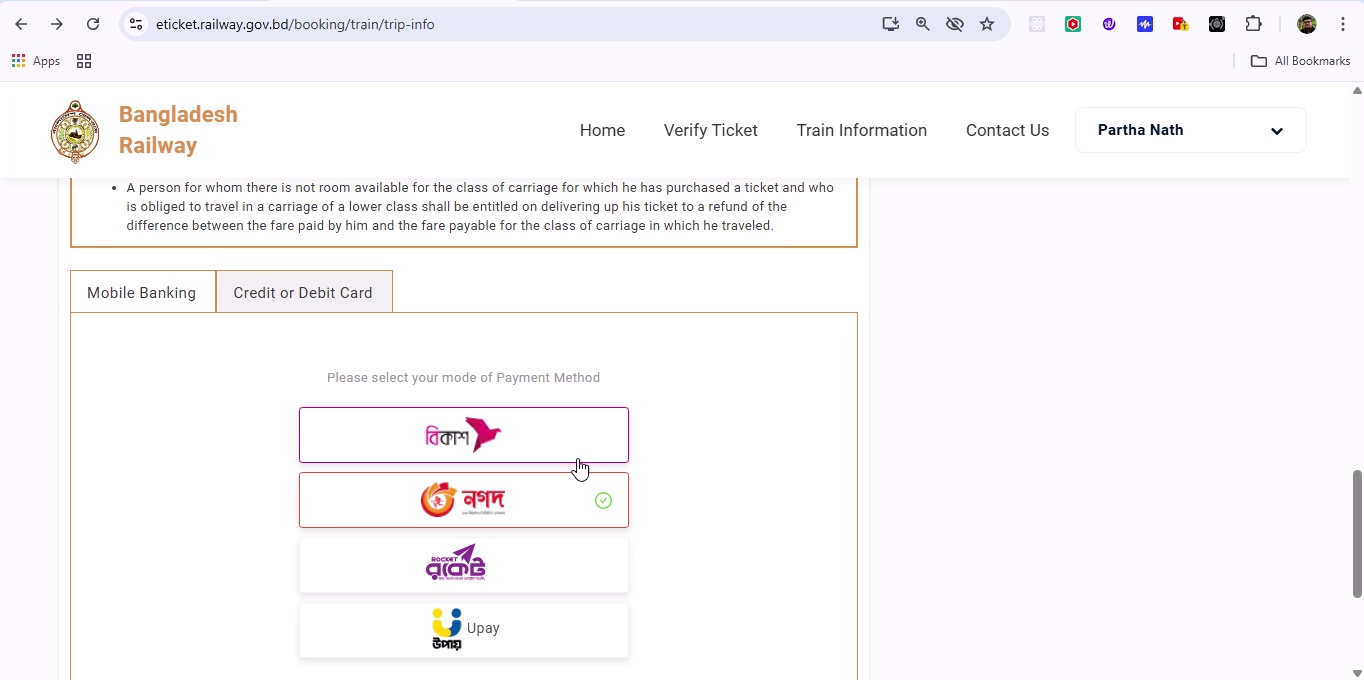 eticket.railway.gov.bd/booking/train/trip-info
Apps
All Bookmarks
Bangladesh
Railway
Home
Verify Ticket
Train Information
Contact Us
Partha Nath
• A person for whom there is not room available for the class of carriage for which he has purchased a ticket and who
is obliged to travel in a carriage of a lower class shall be entitled on delivering up his ticket to a refund of the
difference between the fare paid by him and the fare payable for the class of carriage in which he traveled.
Mobile Banking
Credit or Debit Card
Please select your mode of Payment Method
বিকাশ
নগদ
ROCKET
রকেট
উপায়
Upay